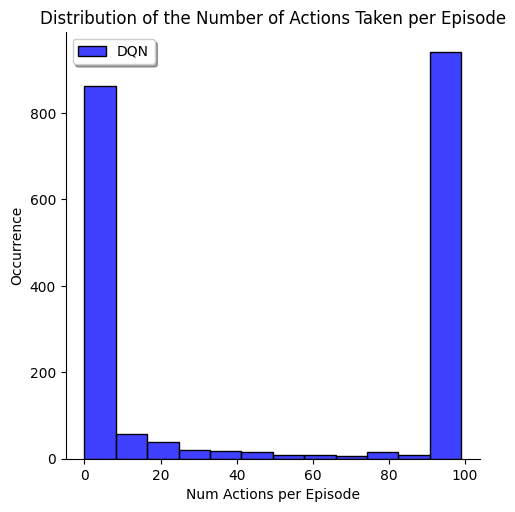 Distribution of the Number of Actions Taken per Episode
DQN
Occurrence
800
600
400
200
0
0 20 40 60 80 100
Num Actions per Episode